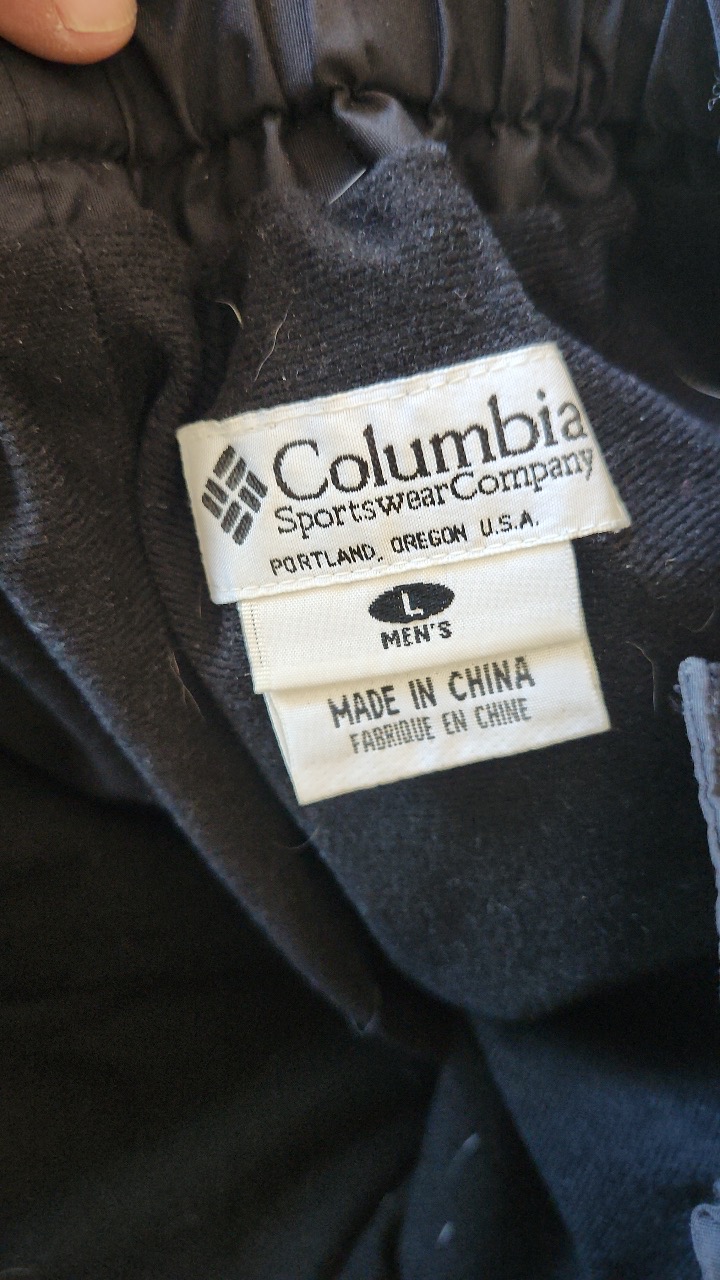 Columbia
SportswearCompany
PORTLAND, OREGON U.S.A.
L
MEN'S
MADE IN CHINA
FABRIQUE EN CHINE